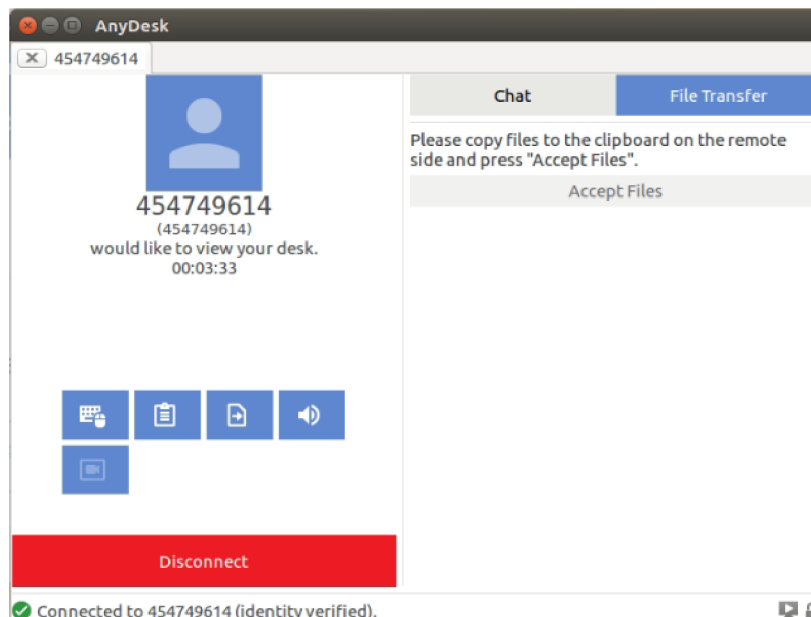 AnyDesk
454749614
454749614
(454749614)
would like to view your desk.
00:03:33
Disconnect
Chat
File Transfer
Please copy files to the clipboard on the remote
side and press "Accept Files".
Accept Files
Connected to 454749614 (identity verified).